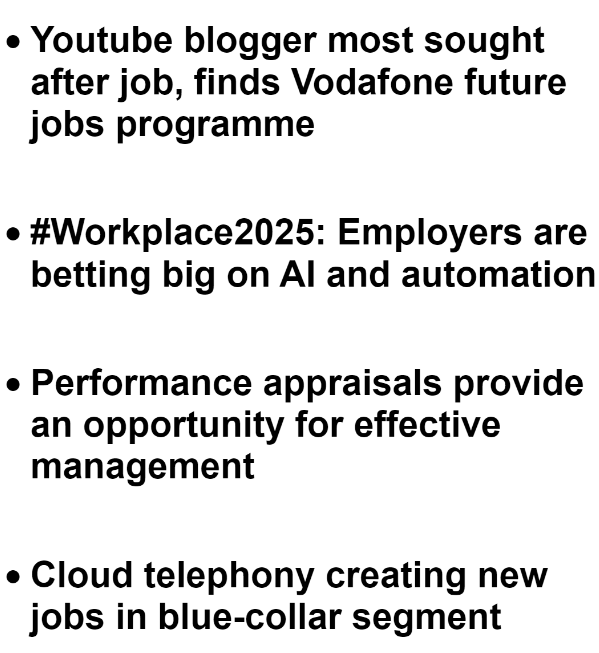 • Youtube blogger most sought
after job, finds Vodafone future
jobs programme
• #Workplace2025: Employers are
betting big on AI and automation
• Performance appraisals provide
an opportunity for effective
management
• Cloud telephony creating new
jobs in blue-collar segment